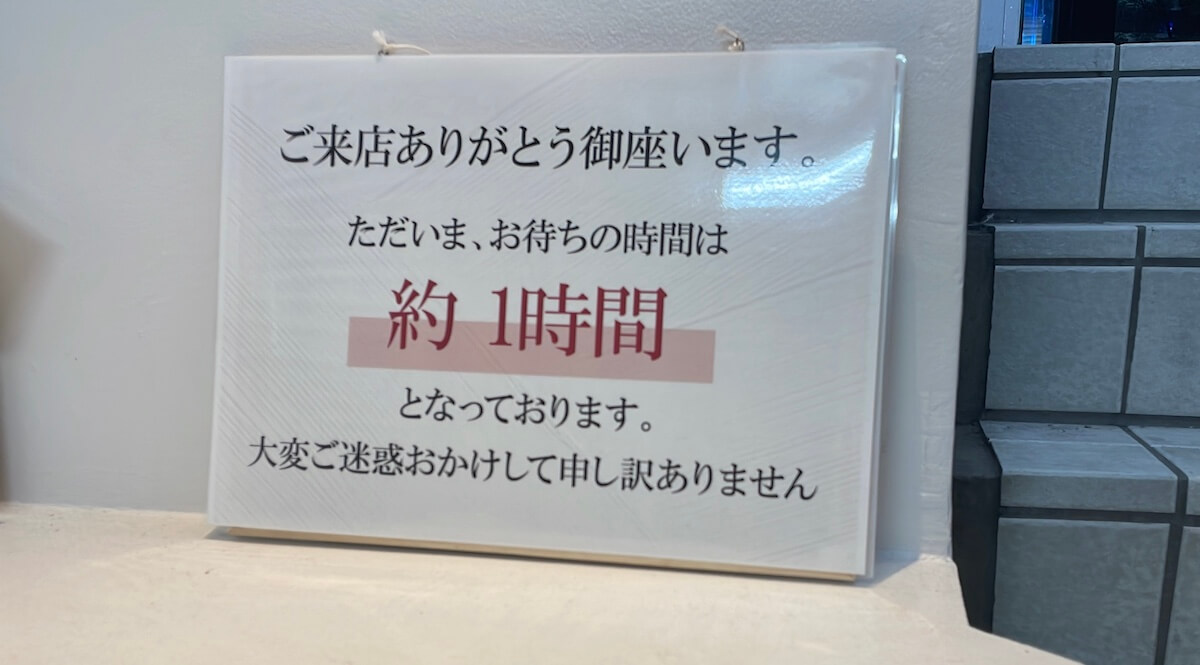 ご来店ありがとう御座います。
ただいま、お待ちの時間は
約 1時間
となっております。
大変ご迷惑おかけして申し訳ありません